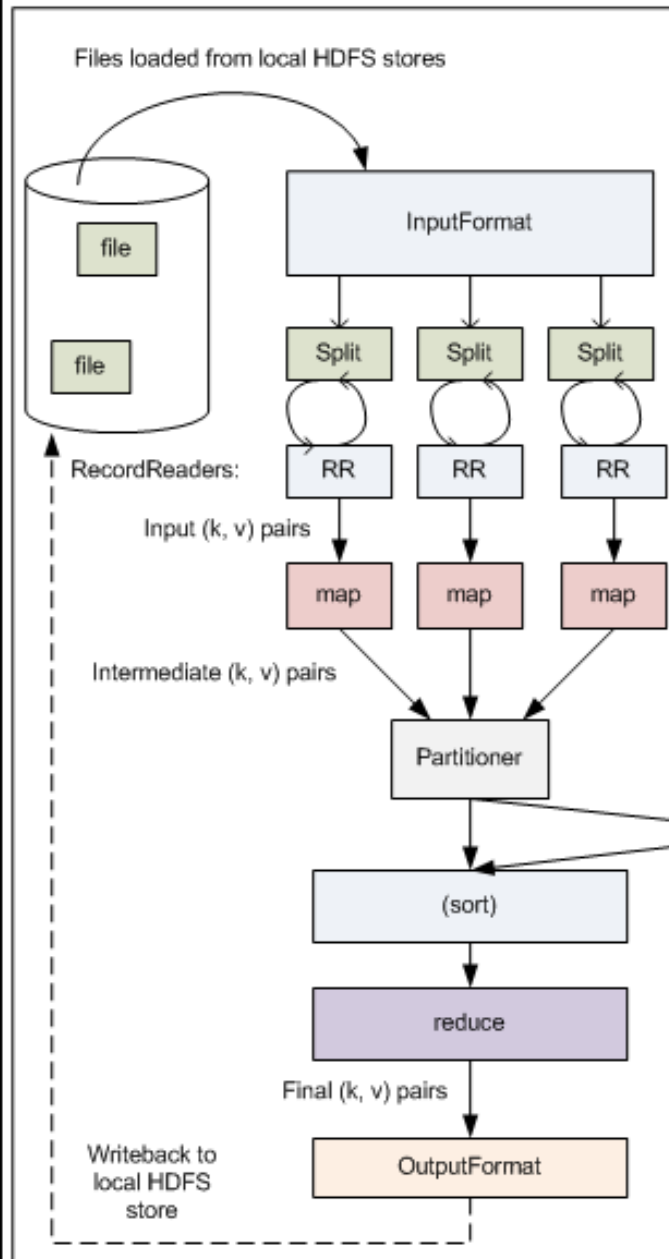 Files loaded from local HDFS stores
InputFormat
file
file
Split
Split
Split
RecordReaders:
RR
RR
RR
Input (k, v) pairs
map
map
map
Intermediate (k, v) pairs
Partitioner
(sort)
reduce
Final (k, v) pairs
Writeback to
local HDFS
store
OutputFormat